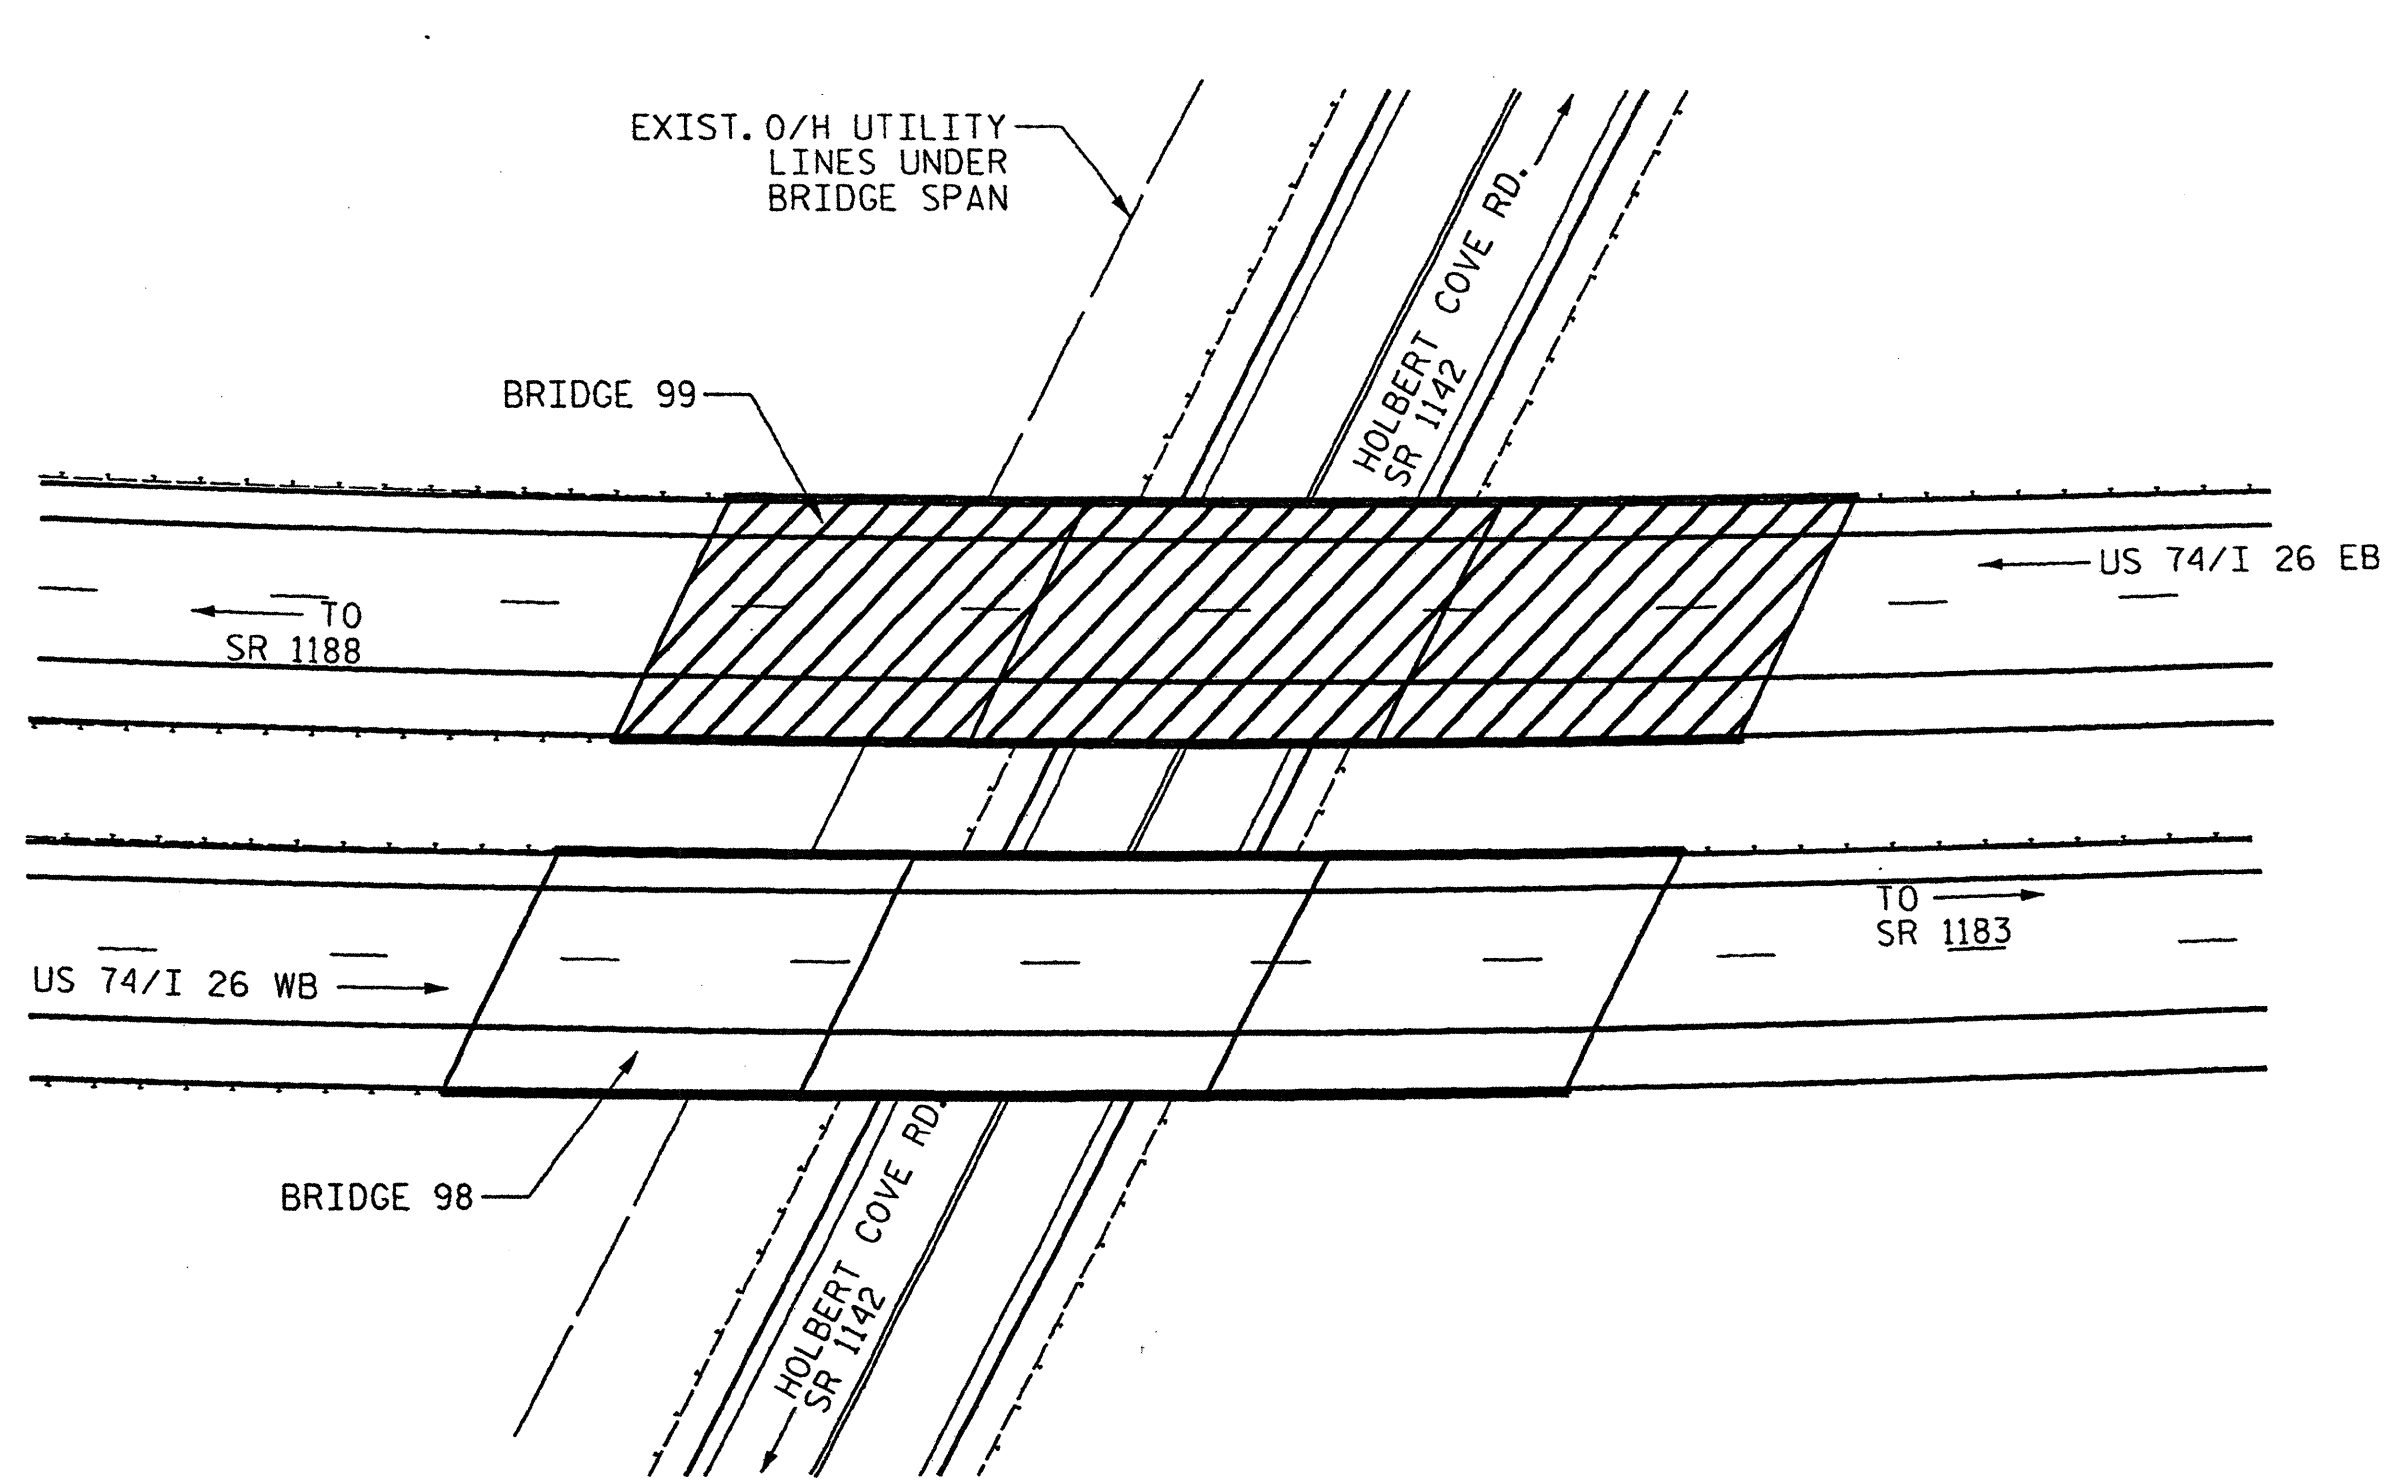 EXIST. O/H UTILITY
LINES UNDER
BRIDGE SPAN
HOLBERT COVE RD.
SR 1142
BRIDGE 99
US 74/I 26 EB
TO
SR 1188
TO
SR 1183
US 74/I 26 WB
BRIDGE 98
HOLBERT COVE RD.
SR 1142